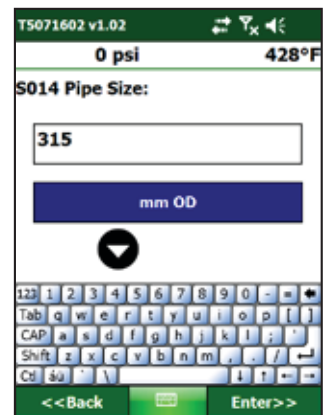 T5071602 v1.02
0 psi 428°F
S014 Pipe Size:
315
mm OD
123 1 2 3 4 5 6 7 8 9 0 - =
Tab q w e r t y u i o p [ ]
CAP a s d f g h j k l ; '
Shift z x c v b n m , . /
Ctl áü ` \
<<Back Enter>>